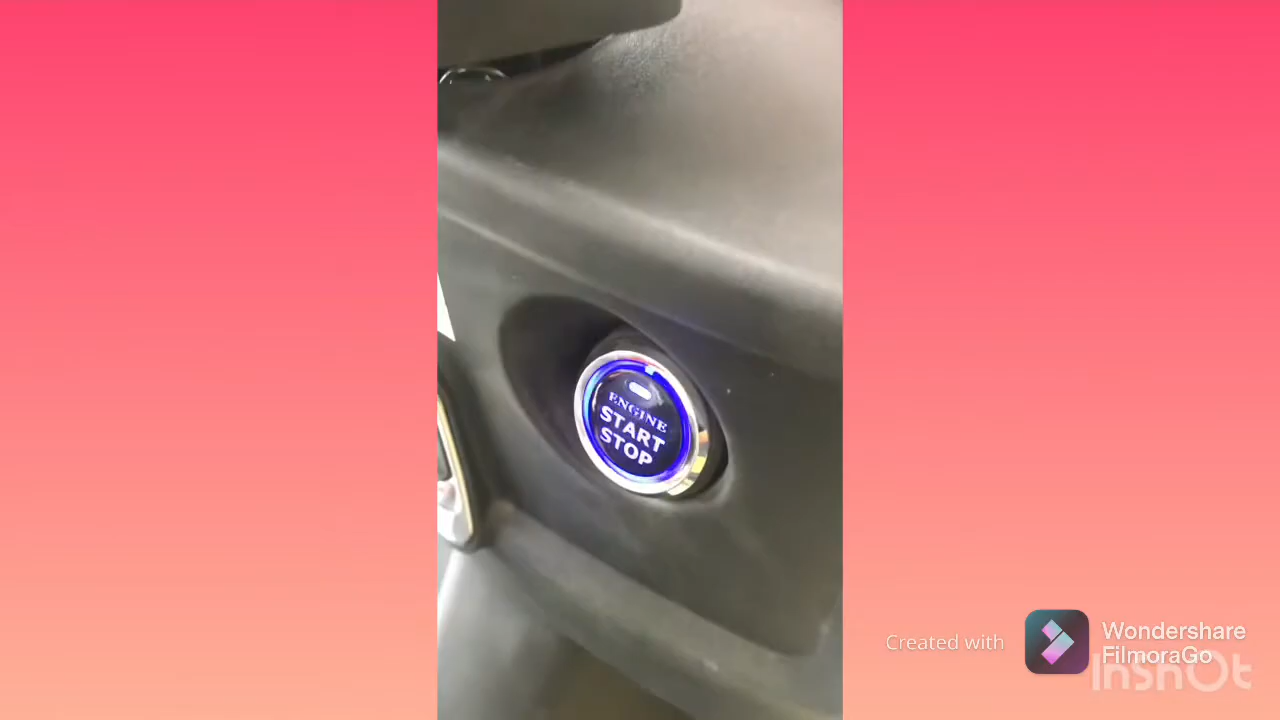 ENGINE
START
STOP
Created with
Wondershare
FilmoraGo
InShOt